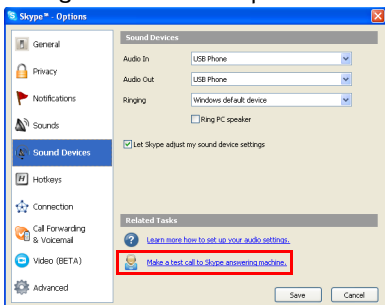 Skype™ - Options
General
Privacy
Notifications
Sounds
Sound Devices
Hotkeys
Connection
Call Forwarding
& Voicemail
Video (BETA)
Advanced
Sound Devices
Audio In
USB Phone
Audio Out
USB Phone
Ringing
Windows default device
Ring PC speaker
Let Skype adjust my sound device settings
Related Tasks
Learn more how to set up your audio settings.
Make a test call to Skype answering machine.
Save
Cancel